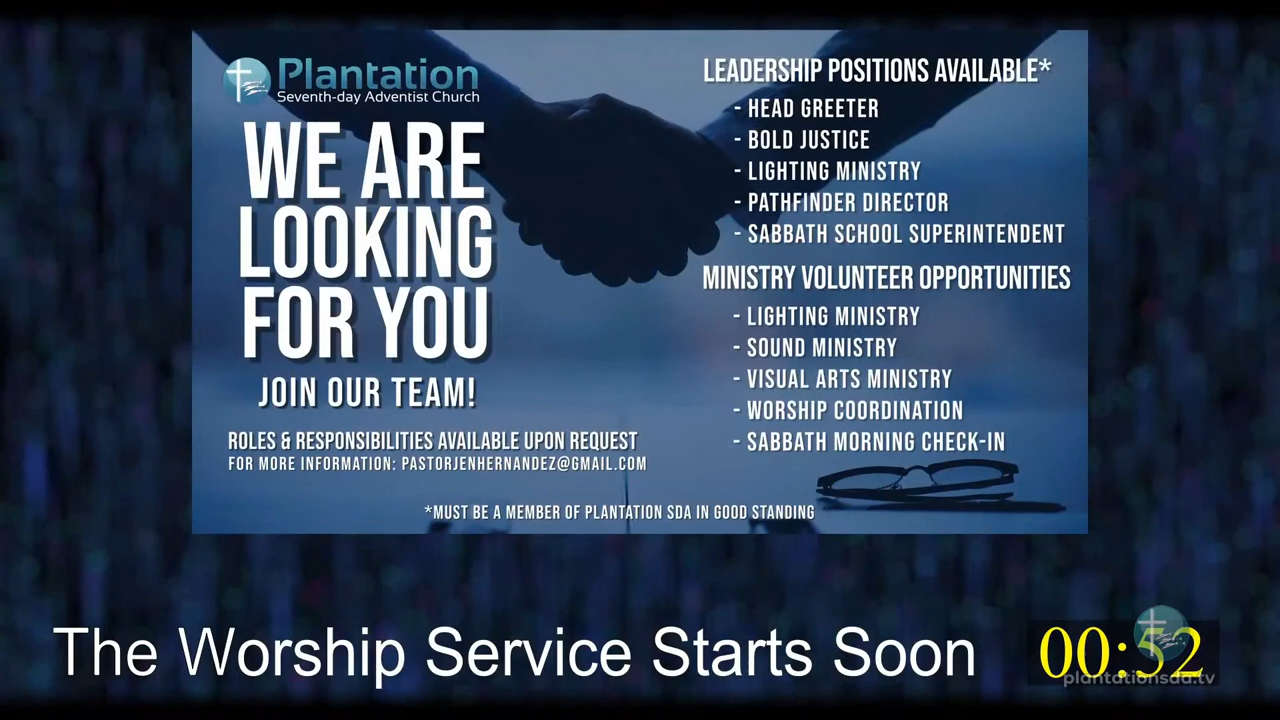 Plantation
Seventh-day Adventist Church
WE ARE
LOOKING
FOR YOU
JOIN OUR TEAM!
ROLES & RESPONSIBILITIES AVAILABLE UPON REQUEST
FOR MORE INFORMATION: PASTORJENHERNANDEZ@GMAIL.COM
LEADERSHIP POSITIONS AVAILABLE*
- HEAD GREETER
- BOLD JUSTICE
- LIGHTING MINISTRY
- PATHFINDER DIRECTOR
- SABBATH SCHOOL SUPERINTENDENT
MINISTRY VOLUNTEER OPPORTUNITIES
- LIGHTING MINISTRY
- SOUND MINISTRY
- VISUAL ARTS MINISTRY
- WORSHIP COORDINATION
- SABBATH MORNING CHECK-IN
*MUST BE A MEMBER OF PLANTATION SDA IN GOOD STANDING
The Worship Service Starts Soon
00:52
plantationsda.tv